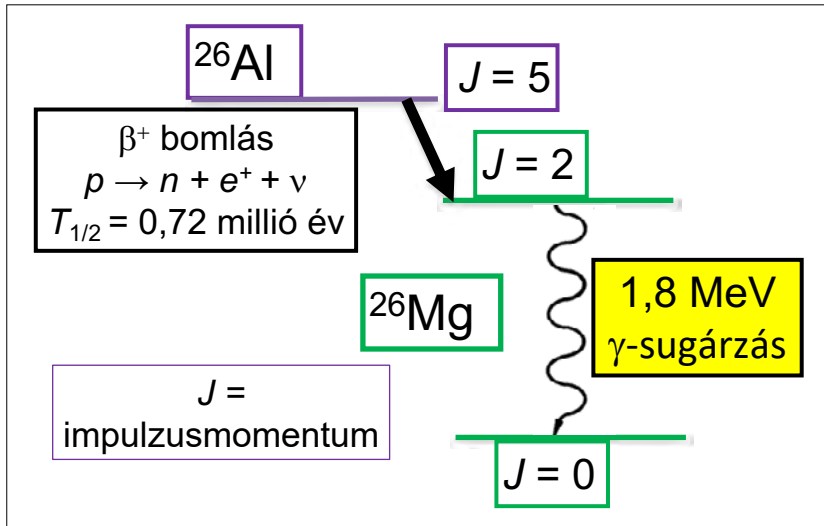 ²⁶Al
J = 5
β⁺ bomlás
p → n + e⁺ + ν
T₁/₂ = 0,72 millió év
J = 2
²⁶Mg
1,8 MeV
γ-sugárzás
J =
impulzusmomentum
J = 0